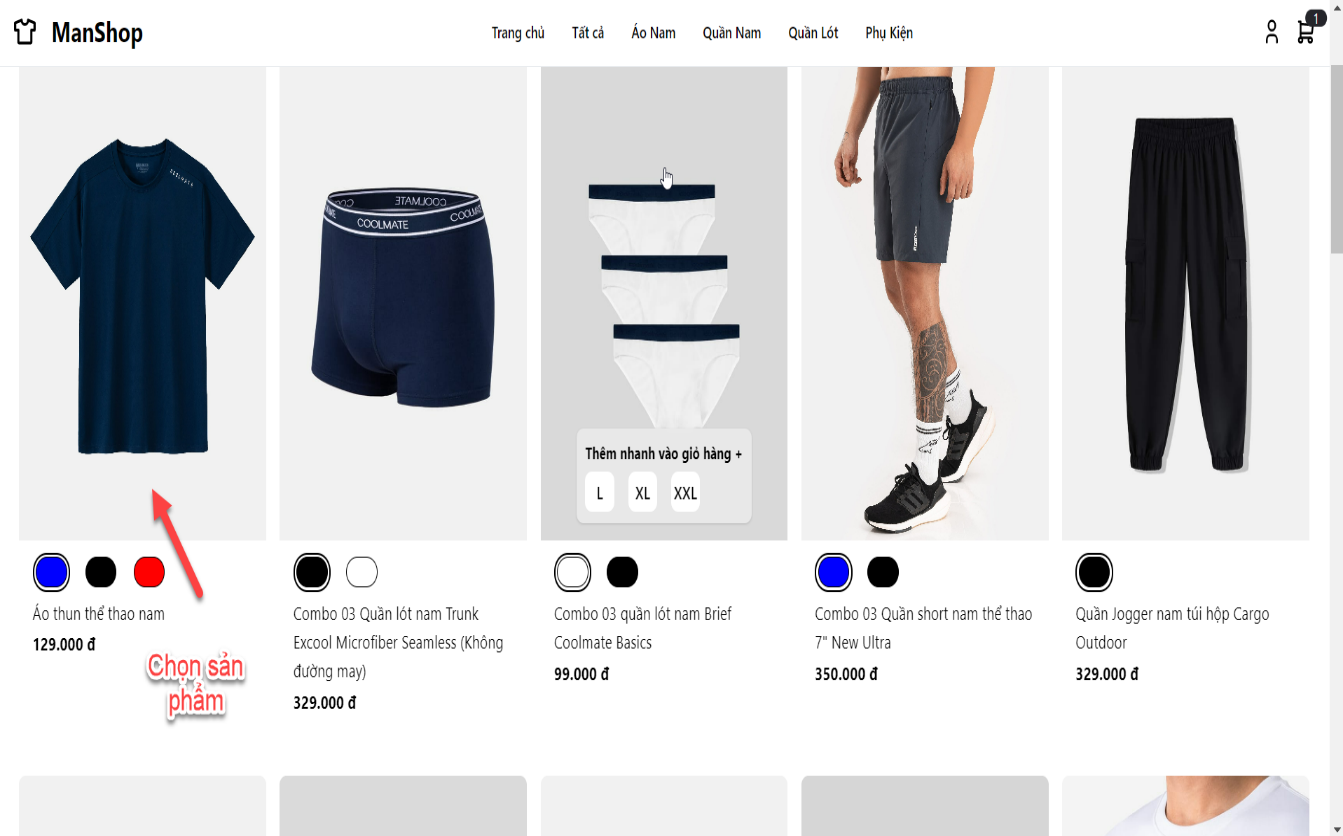 ManShop
Trang chủ
Tất cả
Áo Nam
Quần Nam
Quần Lót
Phụ Kiện
1
COOLMATE
COOLMATE
Thêm nhanh vào giỏ hàng +
L
XL
XXL
Áo thun thể thao nam
129.000 đ
Combo 03 Quần lót nam Trunk
Excool Microfiber Seamless (Không
đường may)
329.000 đ
Combo 03 quần lót nam Brief
Coolmate Basics
99.000 đ
Combo 03 Quần short nam thể thao
7" New Ultra
350.000 đ
Quần Jogger nam túi hộp Cargo
Outdoor
329.000 đ
Chọn sản
phẩm